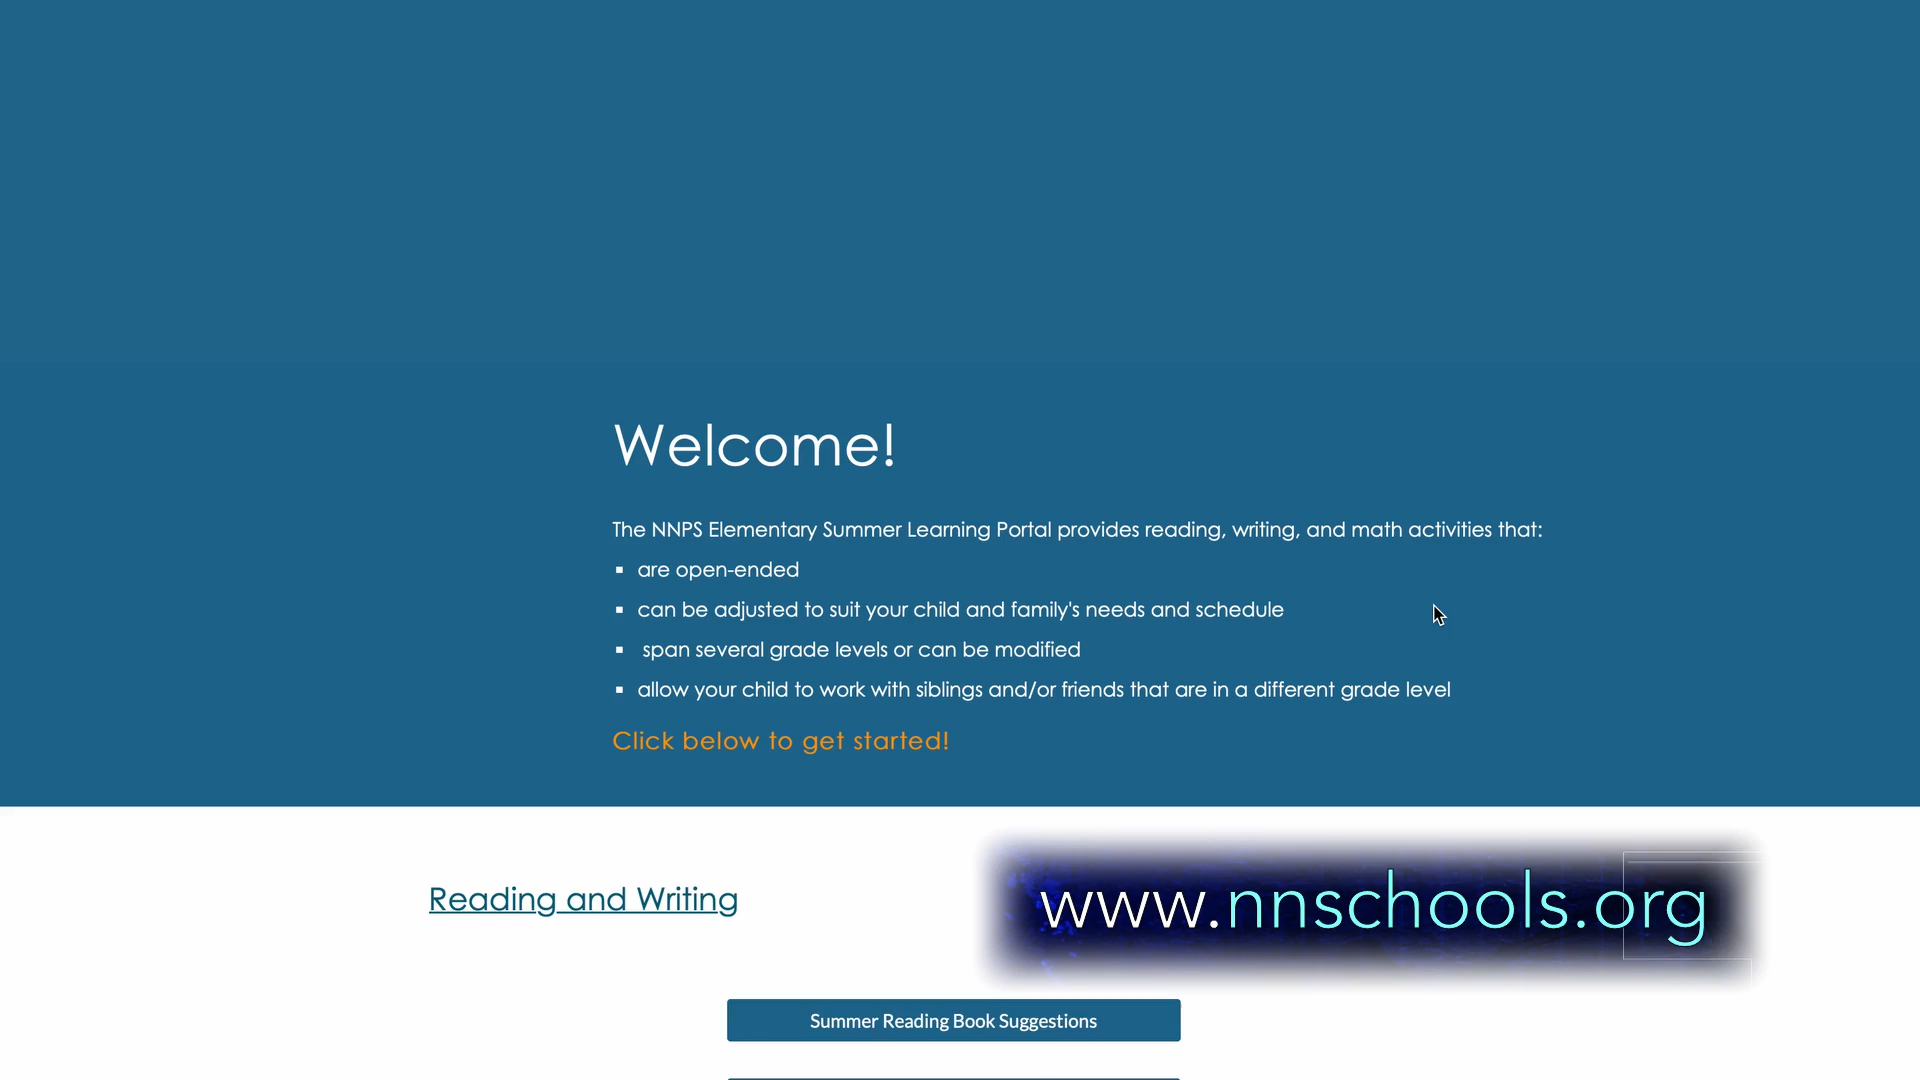 Welcome!
The NNPS Elementary Summer Learning Portal provides reading, writing, and math activities that:
▪ are open-ended
▪ can be adjusted to suit your child and family's needs and schedule
▪ span several grade levels or can be modified
▪ allow your child to work with siblings and/or friends that are in a different grade level
Click below to get started!
Reading and Writing
www.nnschools.org
Summer Reading Book Suggestions